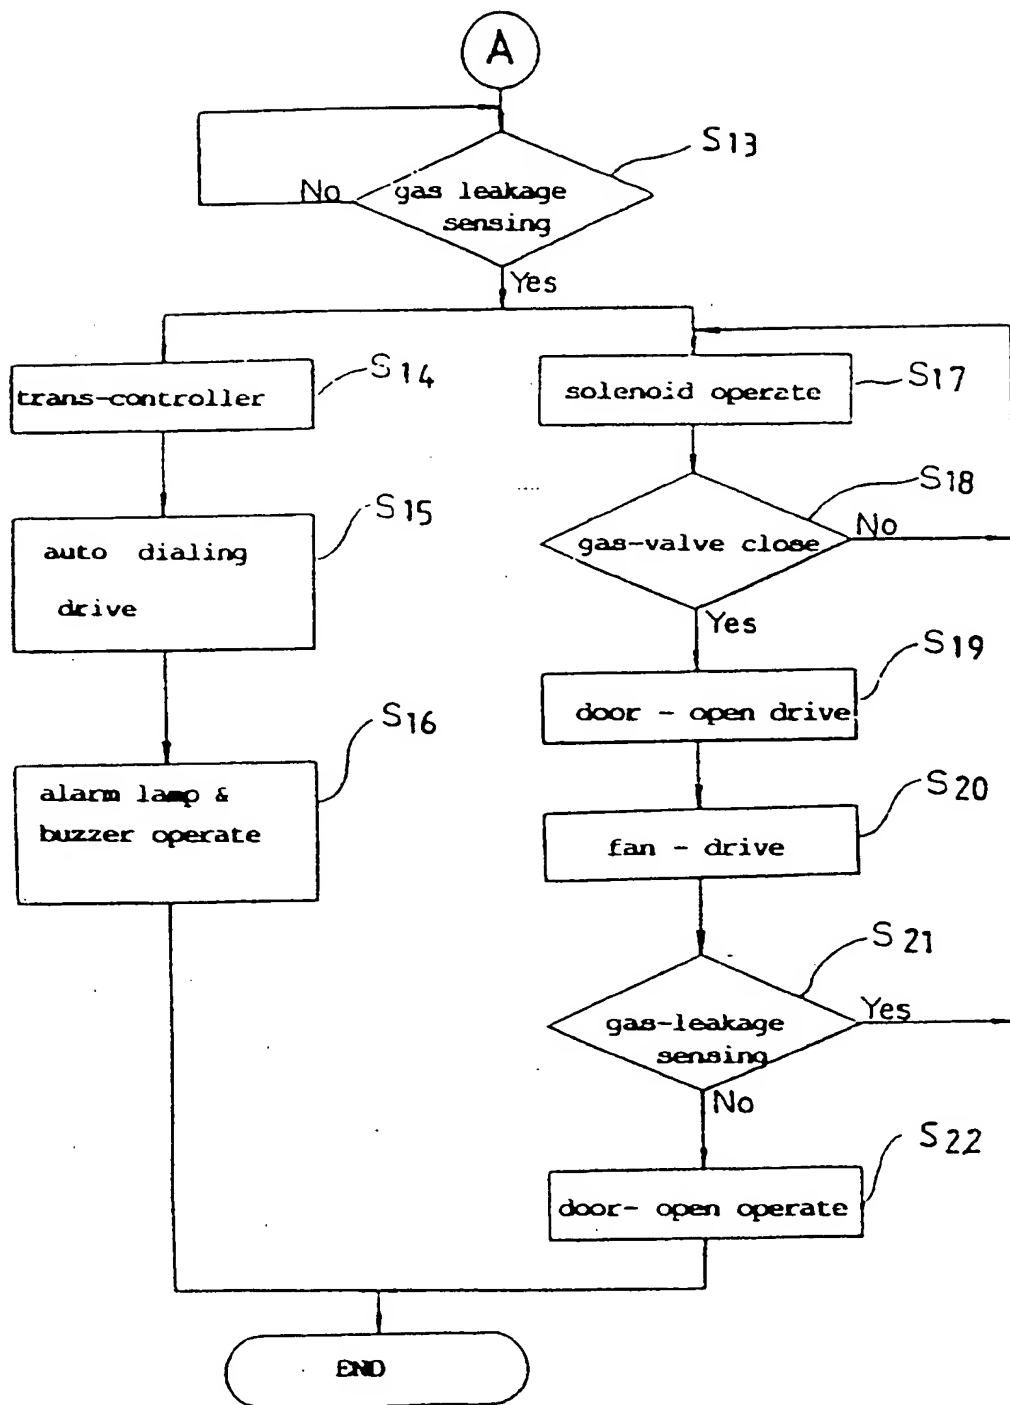 A
S13
No
gas leakage
sensing
Yes
trans-controller
S14
solenoid operate
S17
auto dialing
drive
S15
gas-valve close
S18
No
Yes
door - open drive
S19
alarm lamp &
buzzer operate
S16
fan - drive
S20
gas-leakage
sensing
S21
Yes
No
door- open operate
S22
END